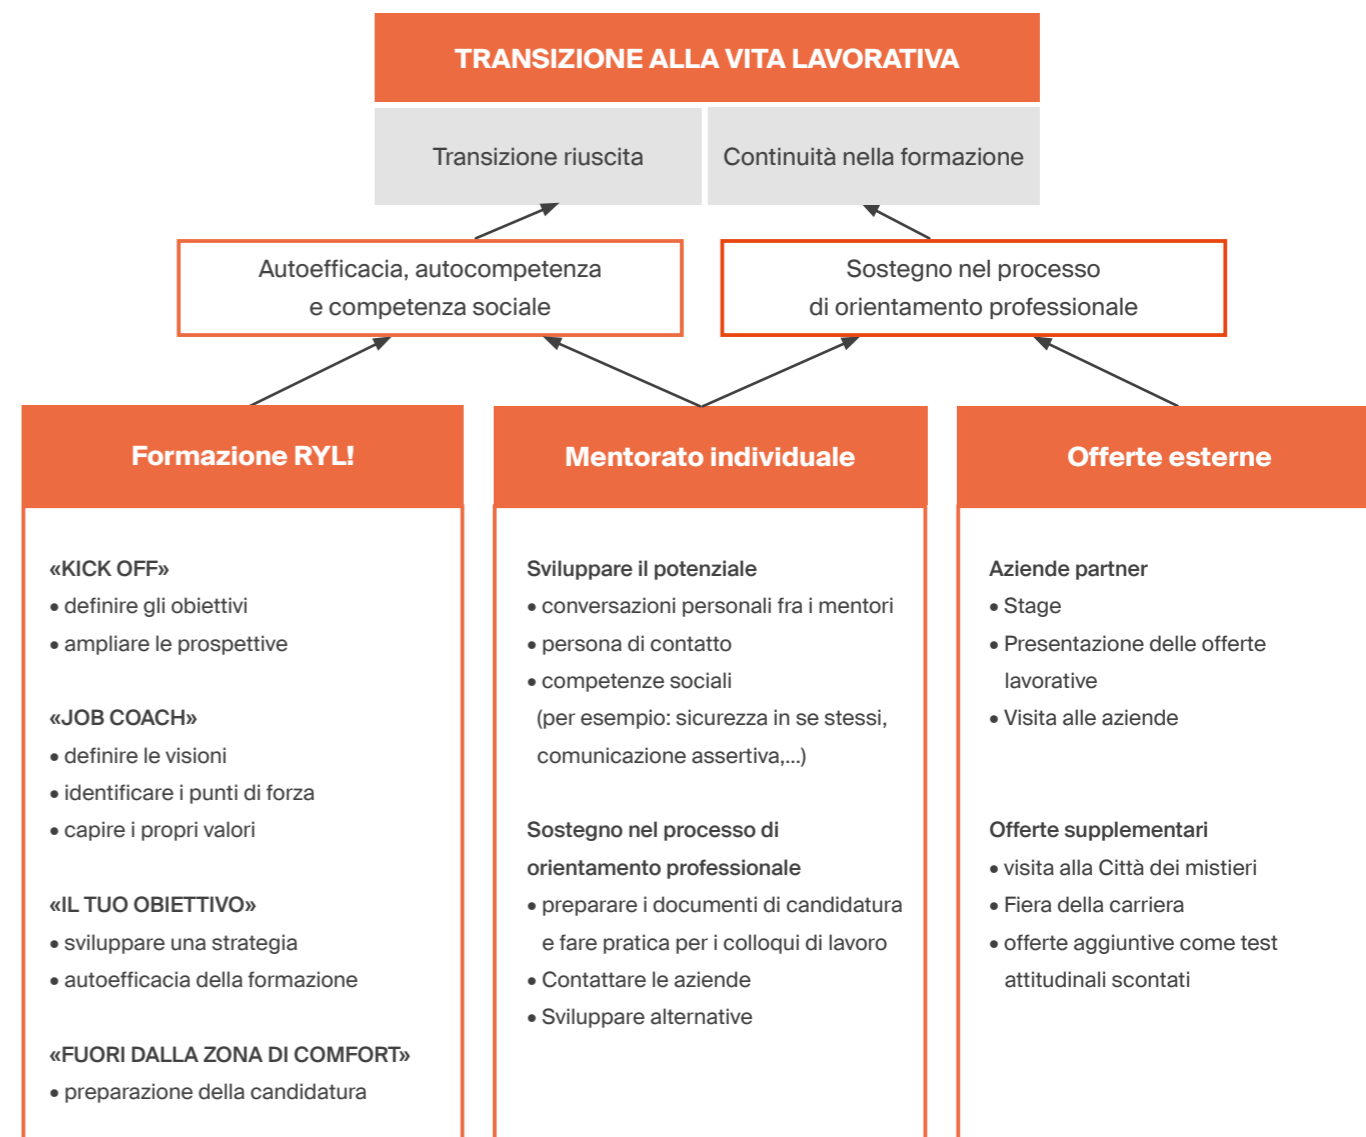 TRANSIZIONE ALLA VITA LAVORATIVA
Transizione riuscita
Continuità nella formazione
Autoefficacia, autocompetenza
e competenza sociale
Sostegno nel processo
di orientamento professionale
Formazione RYL!
«KICK OFF»
• definire gli obiettivi
• ampliare le prospettive
«JOB COACH»
• definire le visioni
• identificare i punti di forza
• capire i propri valori
«IL TUO OBIETTIVO»
• sviluppare una strategia
• autoefficacia della formazione
«FUORI DALLA ZONA DI COMFORT»
• preparazione della candidatura
Mentorato individuale
Sviluppare il potenziale
• conversazioni personali fra i mentori
• persona di contatto
• competenze sociali
(per esempio: sicurezza in se stessi,
comunicazione assertiva,...)
Sostegno nel processo di
orientamento professionale
• preparare i documenti di candidatura
e fare pratica per i colloqui di lavoro
• Contattare le aziende
• Sviluppare alternative
Offerte esterne
Aziende partner
• Stage
• Presentazione delle offerte
lavorative
• Visita alle aziende
Offerte supplementari
• visita alla Città dei mistieri
• Fiera della carriera
• offerte aggiuntive come test
attitudinali scontati